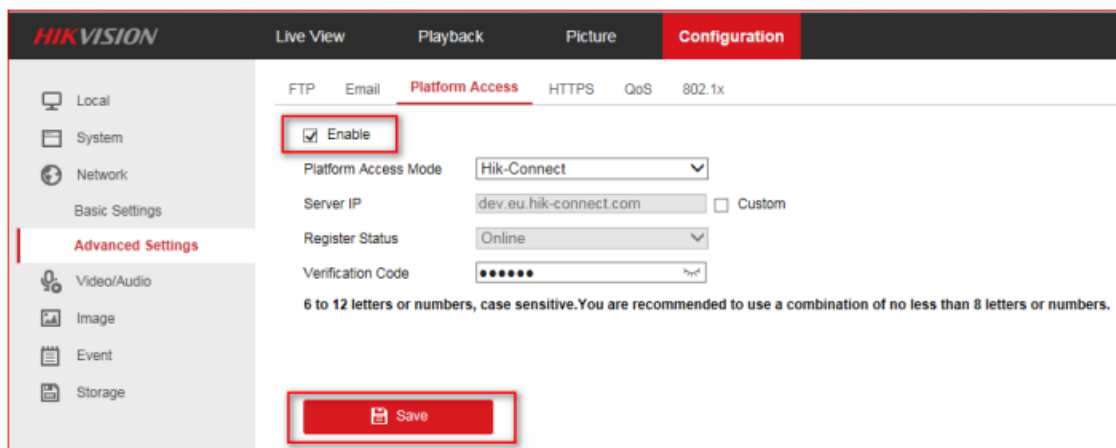 HIKVISION Live View Playback Picture Configuration
FTP Email Platform Access HTTPS QoS 802.1x
Local
System
Network
Basic Settings
Advanced Settings
Video/Audio
Image
Event
Storage
Enable
Platform Access Mode Hik-Connect
Server IP dev.eu.hik-connect.com Custom
Register Status Online
Verification Code ●●●●●●
6 to 12 letters or numbers, case sensitive.You are recommended to use a combination of no less than 8 letters or numbers.
Save